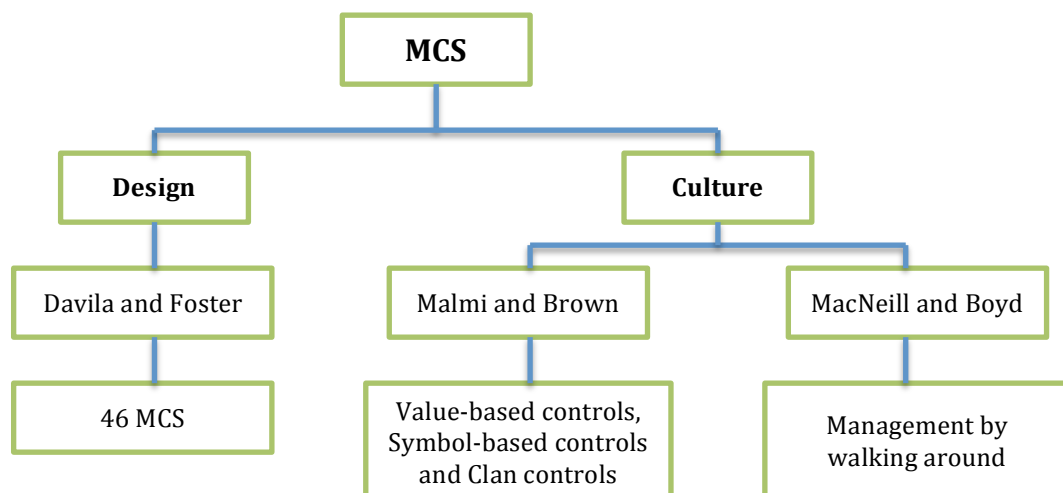 MCS
Design
Culture
Davila and Foster
Malmi and Brown
MacNeill and Boyd
46 MCS
Value-based controls,
Symbol-based controls
and Clan controls
Management by
walking around